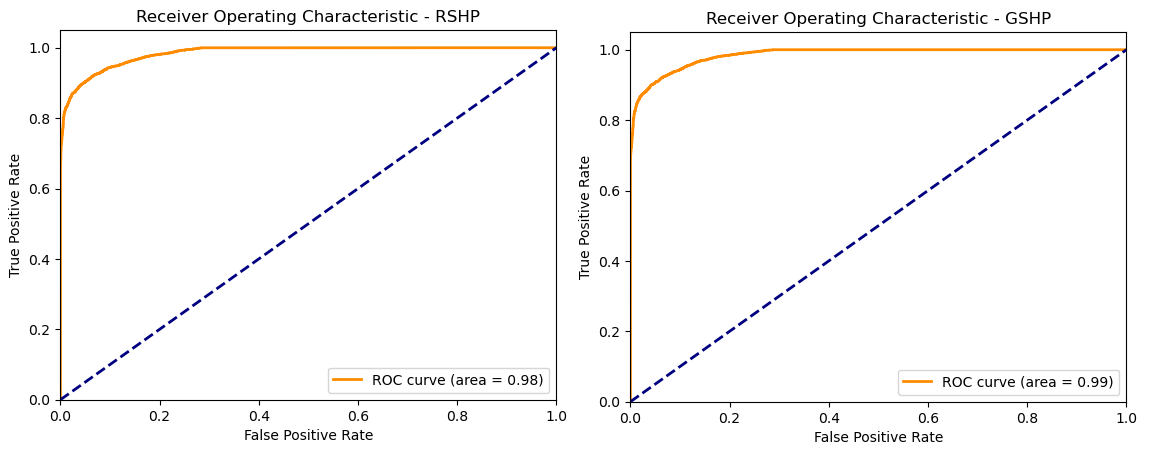 Receiver Operating Characteristic - RSHP
1.0
0.8
0.6
0.4
0.2
0.0
True Positive Rate
0.0 0.2 0.4 0.6 0.8 1.0
False Positive Rate
ROC curve (area = 0.98)
Receiver Operating Characteristic - GSHP
1.0
0.8
0.6
0.4
0.2
0.0
True Positive Rate
0.0 0.2 0.4 0.6 0.8 1.0
False Positive Rate
ROC curve (area = 0.99)